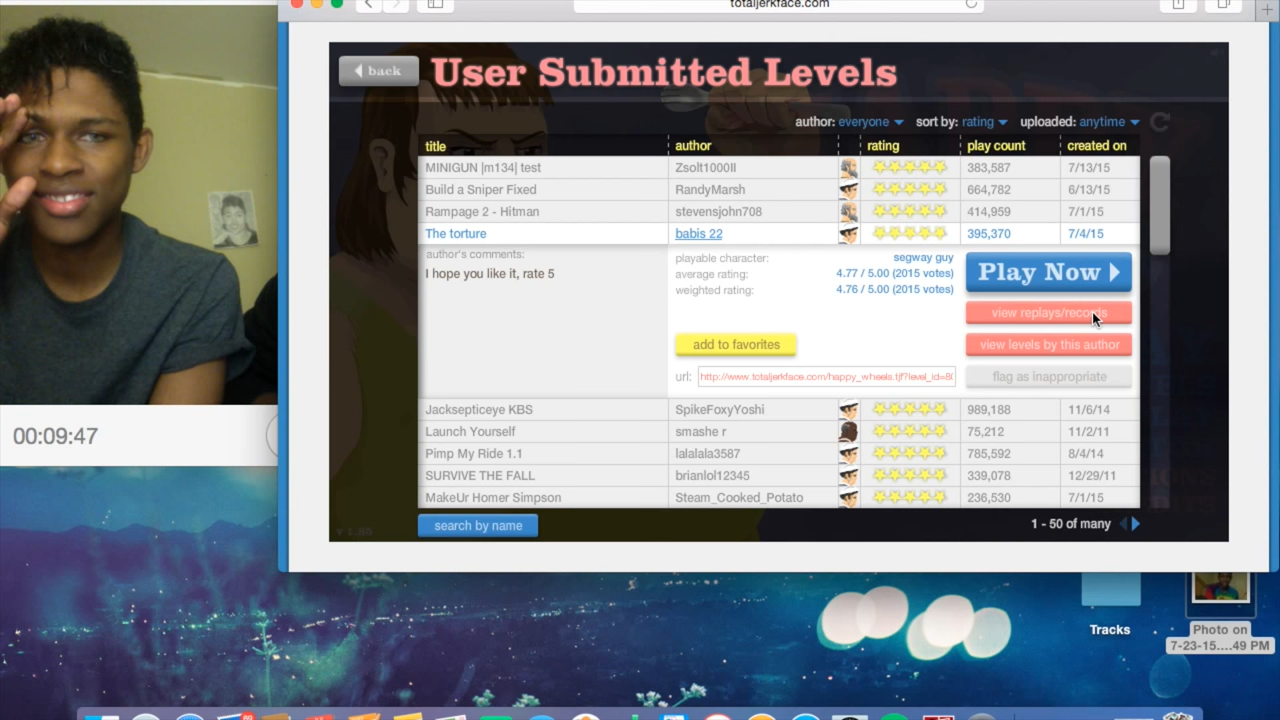 totaljerkface.com
back
User Submitted Levels
author: everyone sort by: rating uploaded: anytime
title author rating play count created on
MINIGUN |m134| test Zsolt1000II 383,587 7/13/15
Build a Sniper Fixed RandyMarsh 664,782 6/13/15
Rampage 2 - Hitman stevensjohn708 414,959 7/1/15
The torture babis 22 395,370 7/4/15
author's comments:
I hope you like it, rate 5
playable character: segway guy
average rating: 4.77 / 5.00 (2015 votes)
weighted rating: 4.76 / 5.00 (2015 votes)
Play Now
view replays/records
add to favorites
view levels by this author
url: http://www.totaljerkface.com/happy_wheels.tjf?level_id=8
flag as inappropriate
Jacksepticeye KBS SpikeFoxyYoshi 989,188 11/6/14
Launch Yourself smashe r 75,212 11/2/11
Pimp My Ride 1.1 lalalala3587 785,592 8/4/14
SURVIVE THE FALL brianlol12345 339,078 12/29/11
MakeUr Homer Simpson Steam_Cooked_Potato 236,530 7/1/15
search by name
1 - 50 of many
00:09:47
Tracks
Photo on
7-23-15....49 PM